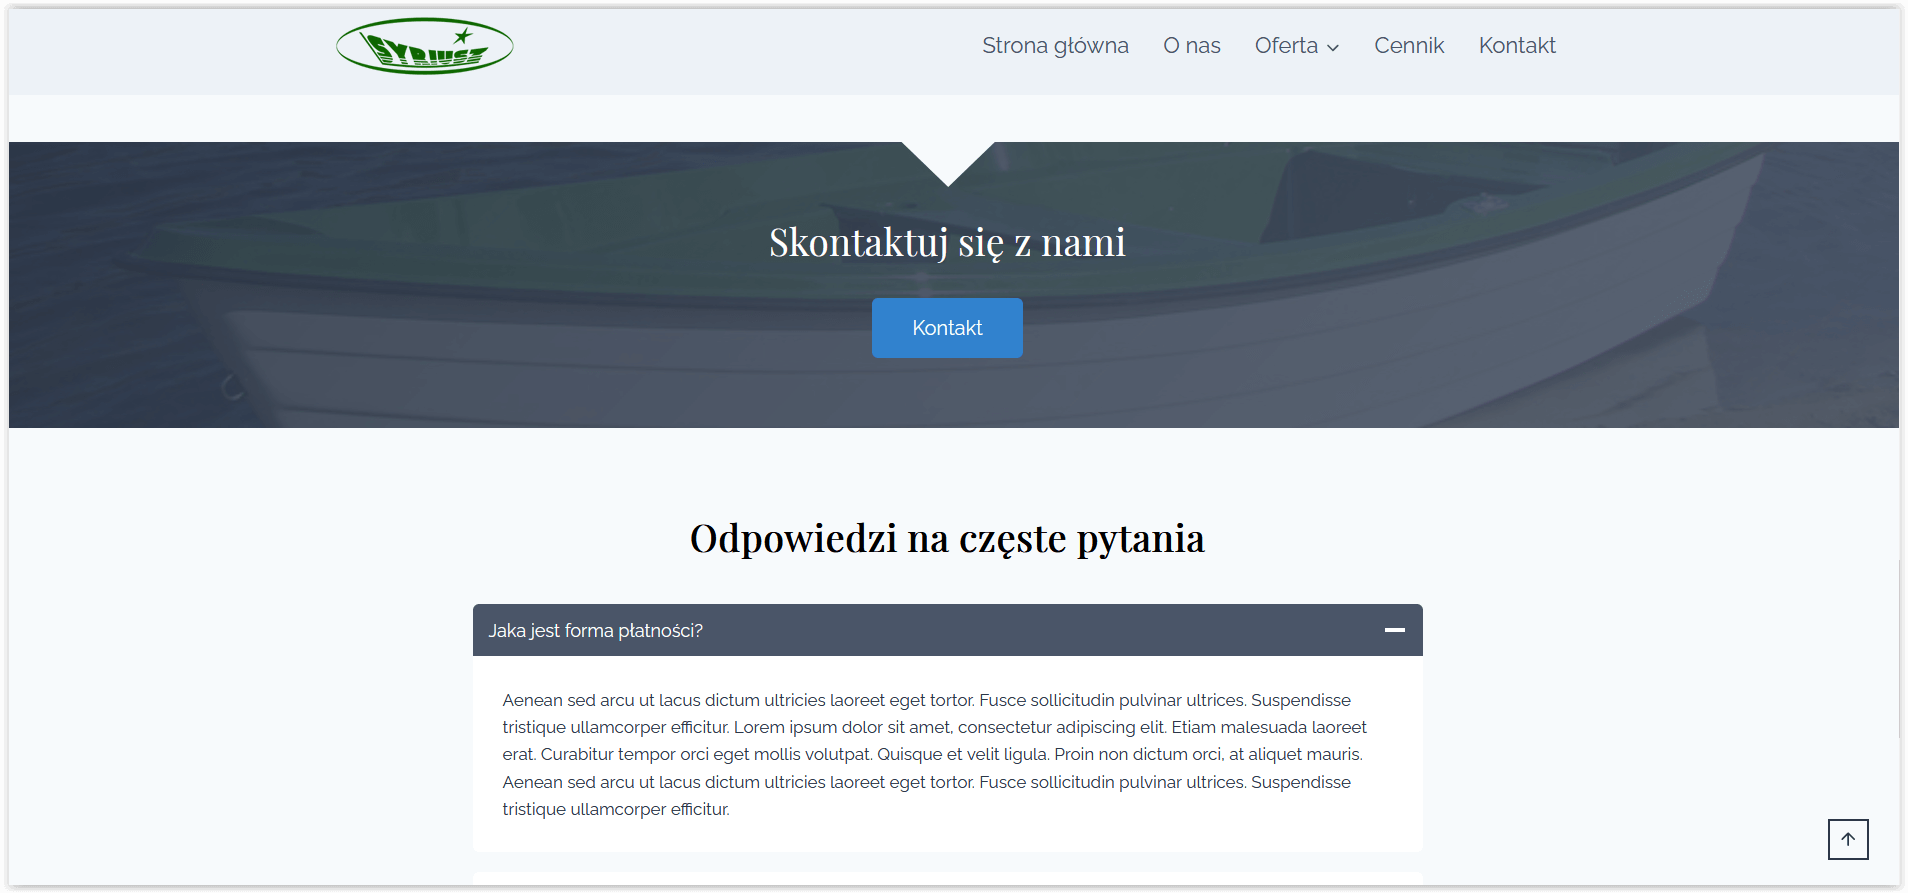 SYRIUSZ
Strona główna O nas Oferta Cennik Kontakt
Skontaktuj się z nami
Kontakt
Odpowiedzi na częste pytania
Jaka jest forma płatności?
Aenean sed arcu ut lacus dictum ultricies laoreet eget tortor. Fusce sollicitudin pulvinar ultrices. Suspendisse
tristique ullamcorper efficitur. Lorem ipsum dolor sit amet, consectetur adipiscing elit. Etiam malesuada laoreet
erat. Curabitur tempor orci eget mollis volutpat. Quisque et velit ligula. Proin non dictum orci, at aliquet mauris.
Aenean sed arcu ut lacus dictum ultricies laoreet eget tortor. Fusce sollicitudin pulvinar ultrices. Suspendisse
tristique ullamcorper efficitur.